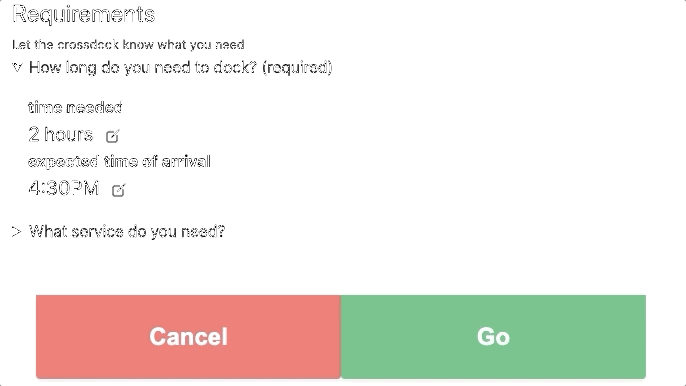 Requirements
Let the crossdock know what you need
How long do you need to dock? (required)
time needed
2 hours
expected time of arrival
4:30PM
What service do you need?
Cancel
Go